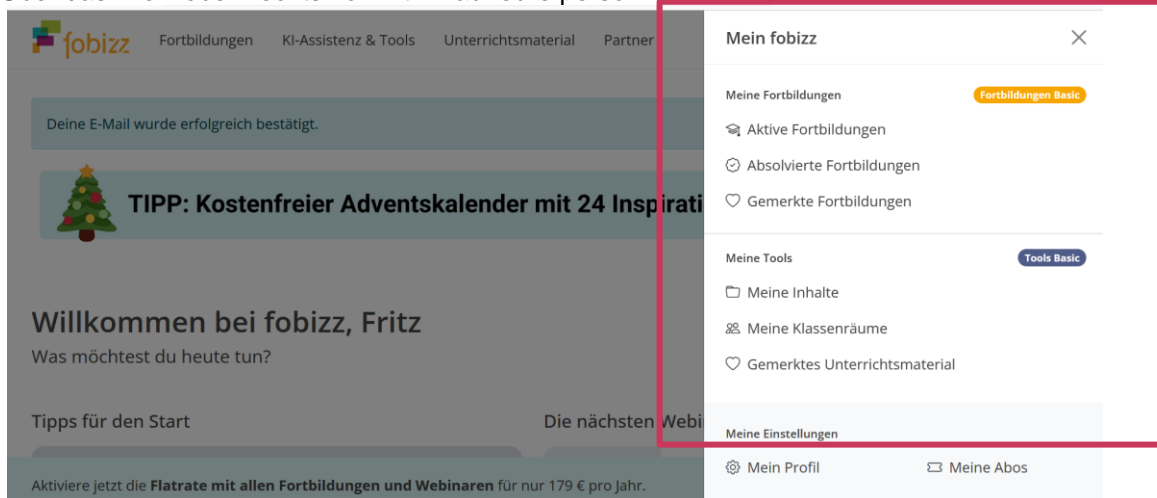 fobizz
Fortbildungen KI-Assistenz & Tools Unterrichtsmaterial Partner
Deine E-Mail wurde erfolgreich bestätigt.
TIPP: Kostenfreier Adventskalender mit 24 Inspirati
Willkommen bei fobizz, Fritz
Was möchtest du heute tun?
Tipps für den Start
Die nächsten Webi
Aktiviere jetzt die Flatrate mit allen Fortbildungen und Webinaren für nur 179 € pro Jahr.
Mein fobizz
Meine Fortbildungen Fortbildungen Basic
Aktive Fortbildungen
Absolvierte Fortbildungen
Gemerkte Fortbildungen
Meine Tools Tools Basic
Meine Inhalte
Meine Klassenräume
Gemerktes Unterrichtsmaterial
Meine Einstellungen
Mein Profil Meine Abos